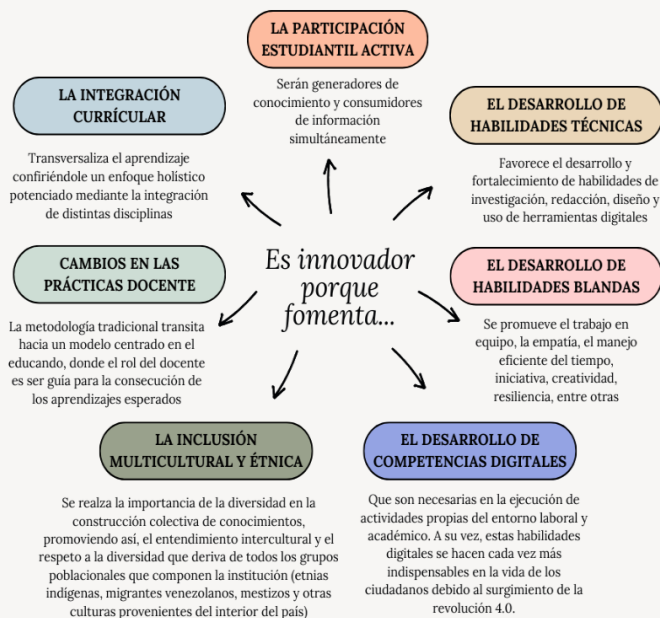 LA PARTICIPACIÓN
ESTUDIANTIL ACTIVA
Serán generadores de
conocimiento y consumidores
de información
simultáneamente
LA INTEGRACIÓN
CURRÍCULAR
Transversaliza el aprendizaje
confiriéndole un enfoque holístico
potenciado mediante la integración
de distintas disciplinas
EL DESARROLLO DE
HABILIDADES TÉCNICAS
Favorece el desarrollo y
fortalecimiento de habilidades de
investigación, redacción, diseño y
uso de herramientas digitales
Es innovador
porque
fomenta...
CAMBIOS EN LAS
PRÁCTICAS DOCENTE
La metodología tradicional transita
hacia un modelo centrado en el
educando, donde el rol del docente
es ser guía para la consecución de
los aprendizajes esperados
EL DESARROLLO DE
HABILIDADES BLANDAS
Se promueve el trabajo en
equipo, la empatía, el manejo
eficiente del tiempo,
iniciativa, creatividad,
resiliencia, entre otras
LA INCLUSIÓN
MULTICULTURAL Y ÉTNICA
Se realza la importancia de la diversidad en la
construcción colectiva de conocimientos,
promoviendo así, el entendimiento intercultural y el
respeto a la diversidad que deriva de todos los grupos
poblacionales que componen la institución (etnias
indígenas, migrantes venezolanos, mestizos y otras
culturas provenientes del interior del país)
EL DESARROLLO DE
COMPETENCIAS DIGITALES
Que son necesarias en la ejecución de
actividades propias del entorno laboral y
académico. A su vez, estas habilidades
digitales se hacen cada vez más
indispensables en la vida de los
ciudadanos debido al surgimiento de la
revolución 4.0.